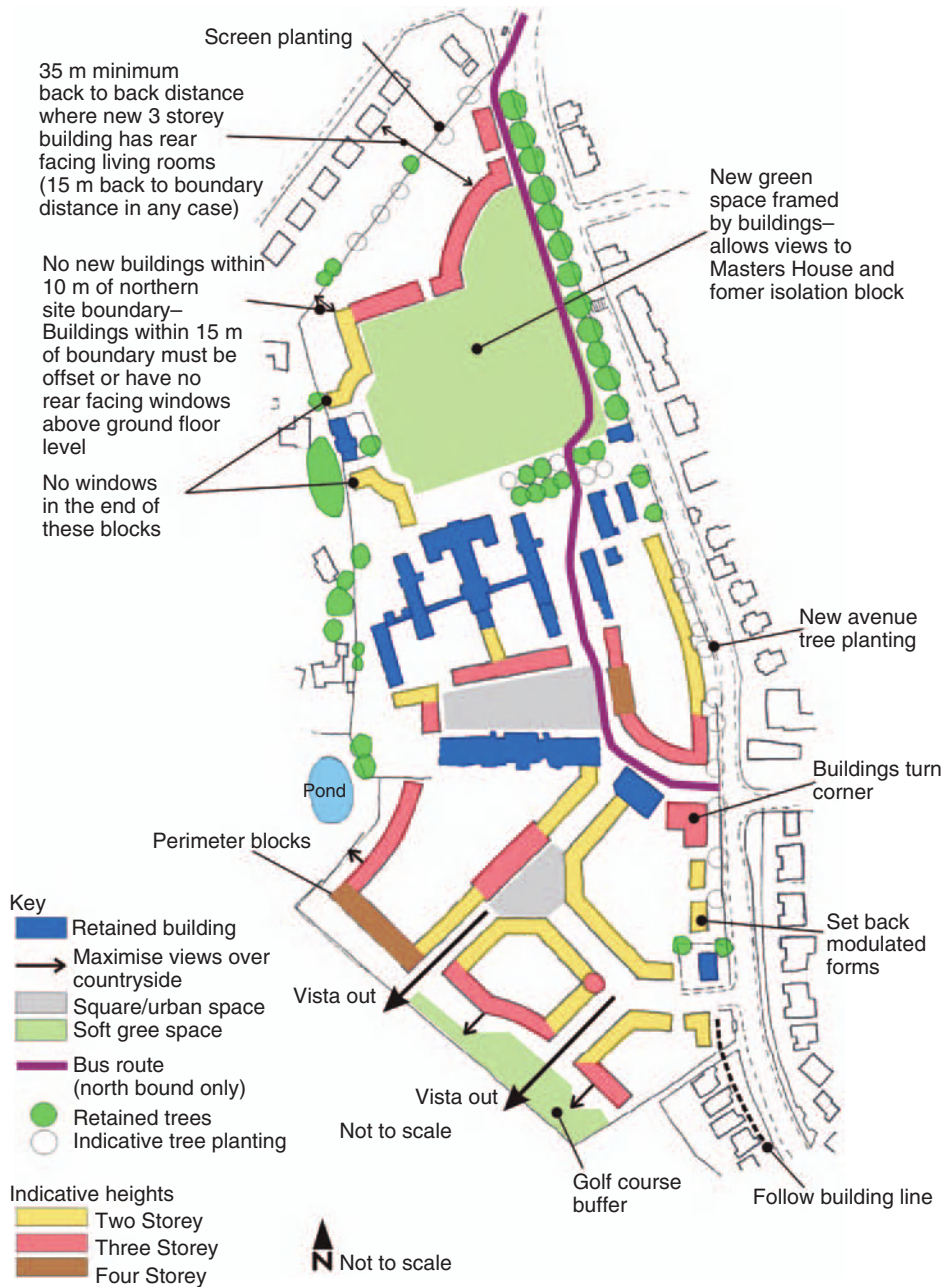 Screen planting
35 m minimum
back to back distance
where new 3 storey
building has rear
facing living rooms
(15 m back to boundary
distance in any case)
New green
space framed
by buildings–
allows views to
Masters House and
fomer isolation block
No new buildings within
10 m of northern
site boundary–
Buildings within 15 m
of boundary must be
offset or have no
rear facing windows
above ground floor
level
No windows
in the end of
these blocks
New avenue
tree planting
Pond
Buildings turn
corner
Perimeter blocks
Set back
modulated
forms
Key
Retained building
Maximise views over
countryside
Square/urban space
Soft gree space
Bus route
(north bound only)
Retained trees
Indicative tree planting
Vista out
Vista out
Not to scale
Golf course
buffer
Follow building line
Indicative heights
Two Storey
Three Storey
Four Storey
N Not to scale